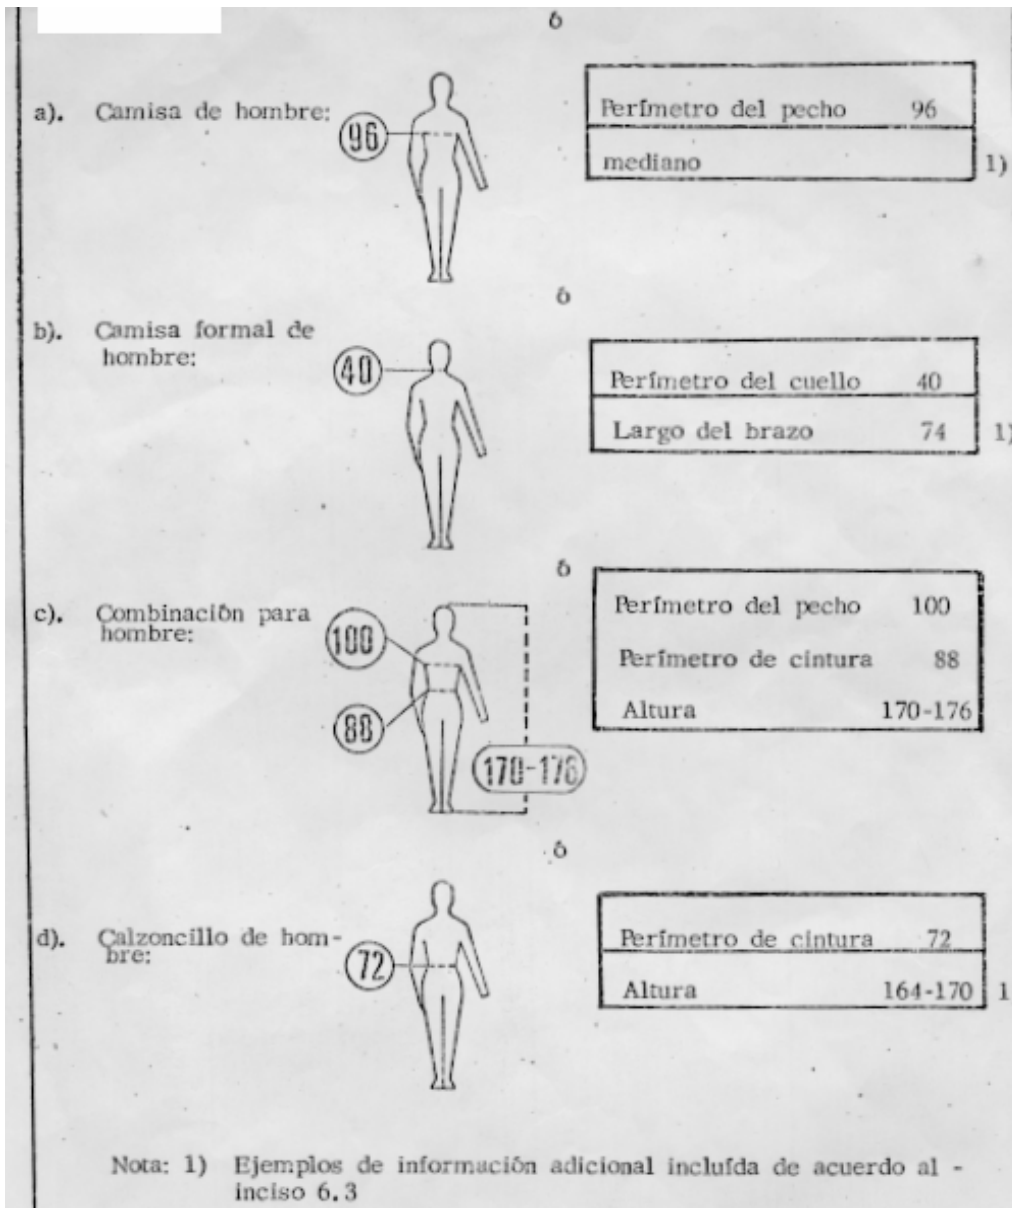 ó
a). Camisa de hombre: 96 Perímetro del pecho 96
mediano 1)
ó
b). Camisa formal de
hombre: 40 Perímetro del cuello 40
Largo del brazo 74 1)
ó
c). Combinación para
hombre: 100 Perímetro del pecho 100
88 Perímetro de cintura 88
170-176 Altura 170-176
ó
d). Calzoncillo de hom-
bre: 72 Perímetro de cintura 72
Altura 164-170 1
Nota: 1) Ejemplos de información adicional incluída de acuerdo al -
inciso 6.3